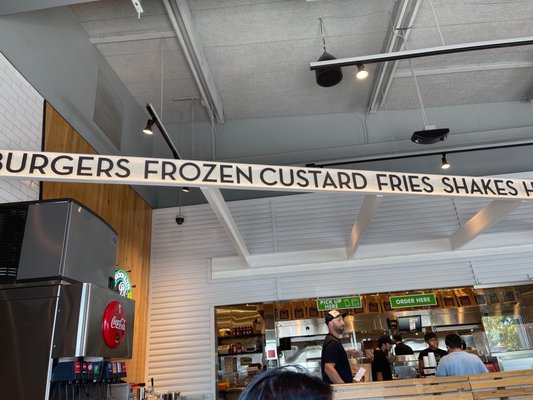 BURGERS FROZEN CUSTARD FRIES SHAKES H
PICK UP HERE
ORDER HERE
Coca-Cola